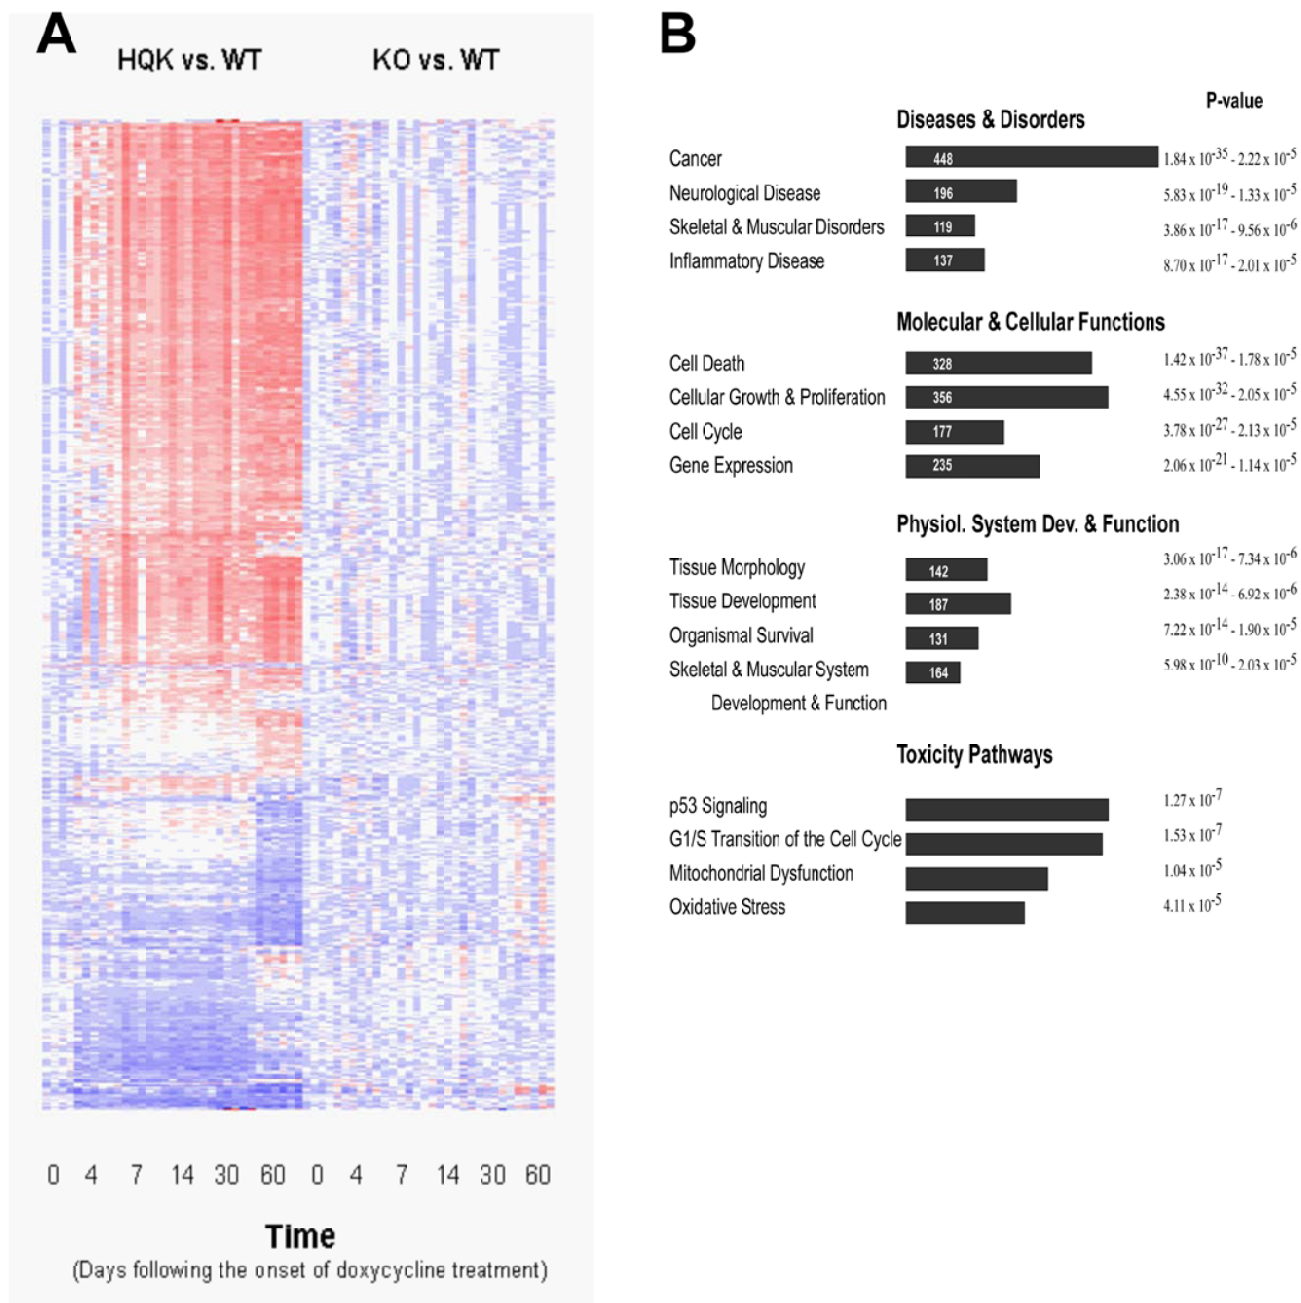 A
HQK vs. WT KO vs. WT
0 4 7 14 30 60 0 4 7 14 30 60
Time
(Days following the onset of doxycycline treatment)
B
P-value
Diseases & Disorders
Cancer 448 1.84 x 10-35 - 2.22 x 10-5
Neurological Disease 196 5.83 x 10-19 - 1.33 x 10-5
Skeletal & Muscular Disorders 119 3.86 x 10-17 - 9.56 x 10-6
Inflammatory Disease 137 8.70 x 10-17 - 2.01 x 10-5
Molecular & Cellular Functions
Cell Death 328 1.42 x 10-37 - 1.78 x 10-5
Cellular Growth & Proliferation 356 4.55 x 10-32 - 2.05 x 10-5
Cell Cycle 177 3.78 x 10-27 - 2.13 x 10-5
Gene Expression 235 2.06 x 10-21 - 1.14 x 10-5
Physiol. System Dev. & Function
Tissue Morphology 142 3.06 x 10-17 - 7.34 x 10-6
Tissue Development 187 2.38 x 10-14 - 6.92 x 10-6
Organismal Survival 131 7.22 x 10-14 - 1.90 x 10-5
Skeletal & Muscular System 164 5.98 x 10-10 - 2.03 x 10-5
Development & Function
Toxicity Pathways
p53 Signaling 1.27 x 10-7
G1/S Transition of the Cell Cycle 1.53 x 10-7
Mitochondrial Dysfunction 1.04 x 10-5
Oxidative Stress 4.11 x 10-5